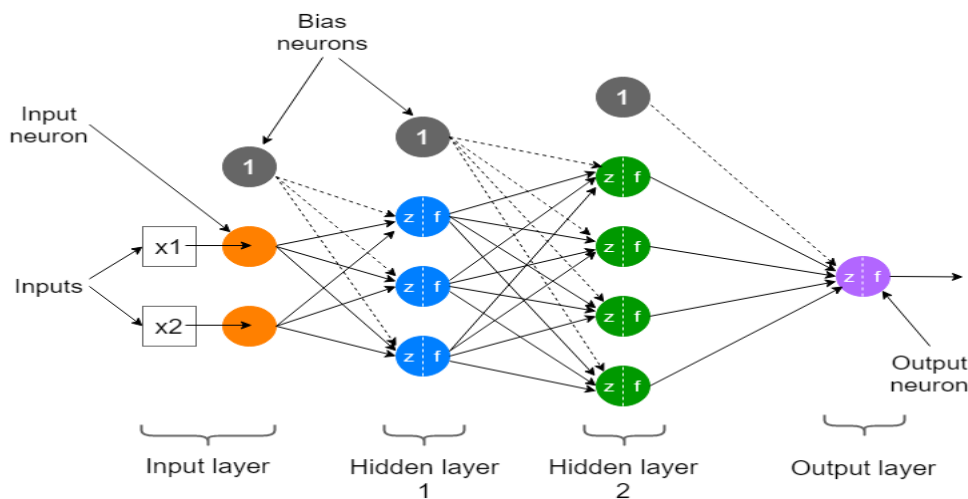 Bias
neurons
1
Input
neuron
1
1
z f
z f
x1
z f
z f
Inputs
z f
z f
x2
z f
z f
Output
neuron
Input layer
Hidden layer
1
Hidden layer
2
Output layer